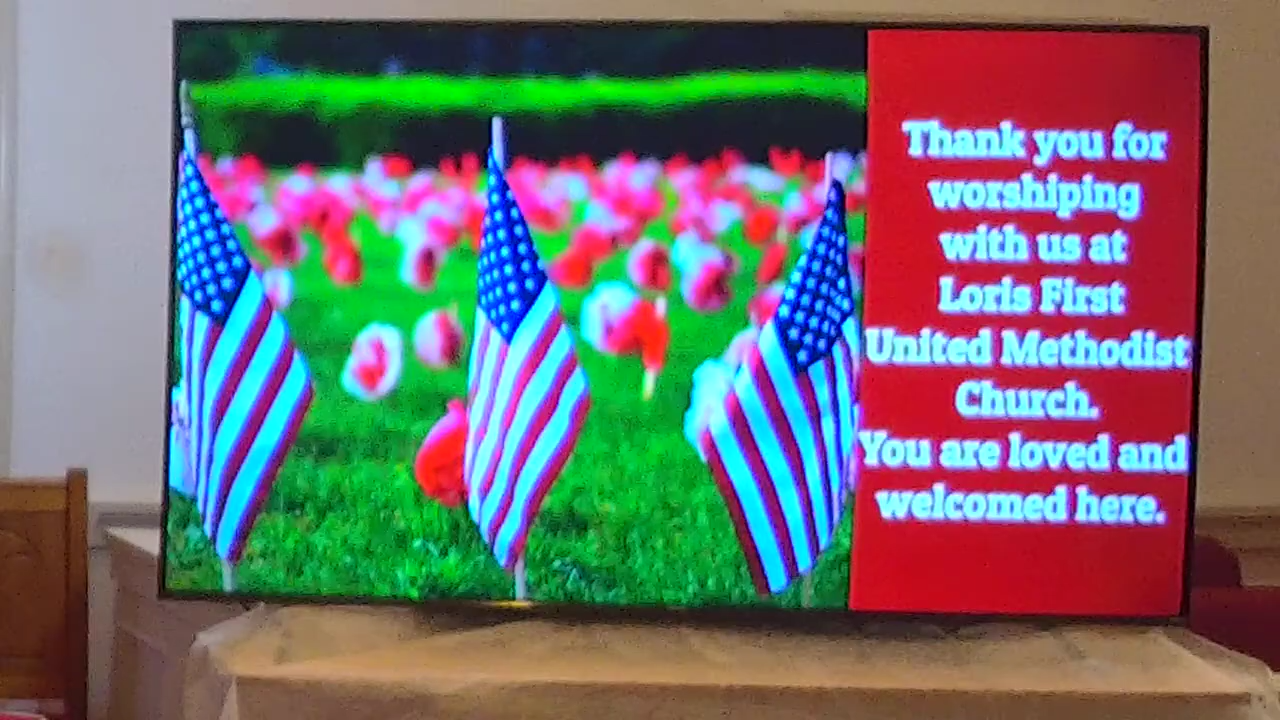 Thank you for
worshiping
with us at
Loris First
United Methodist
Church.
You are loved and
welcomed here.